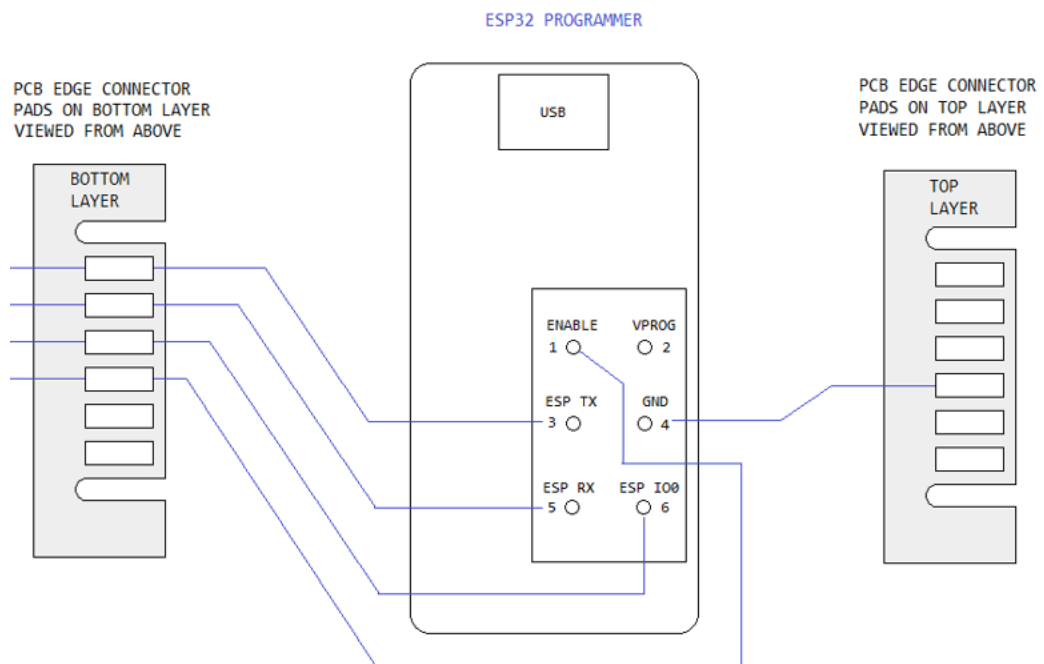 ESP32 PROGRAMMER
PCB EDGE CONNECTOR
PADS ON BOTTOM LAYER
VIEWED FROM ABOVE
BOTTOM
LAYER
USB
ENABLE VPROG
1 2
ESP TX GND
3 4
ESP RX ESP IO0
5 6
PCB EDGE CONNECTOR
PADS ON TOP LAYER
VIEWED FROM ABOVE
TOP
LAYER